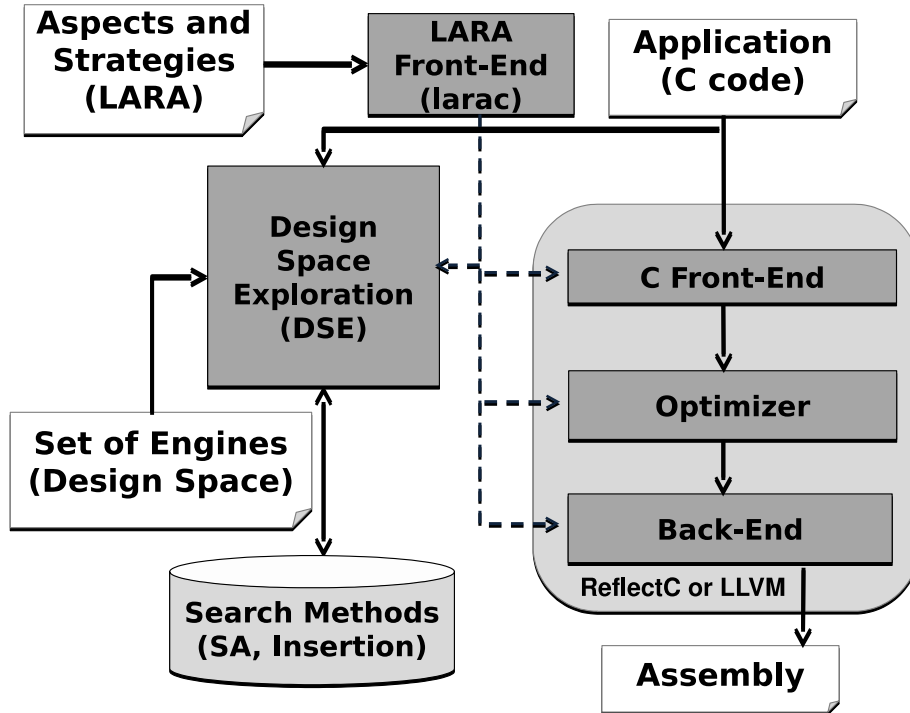 Aspects and
Strategies
(LARA)
LARA
Front-End
(larac)
Application
(C code)
Design
Space
Exploration
(DSE)
C Front-End
Optimizer
Set of Engines
(Design Space)
Back-End
ReflectC or LLVM
Search Methods
(SA, Insertion)
Assembly